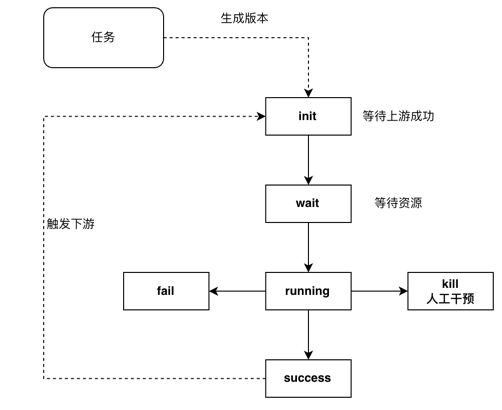 生成版本
任务
init
等待上游成功
wait
等待资源
触发下游
fail
running
kill
人工干预
success